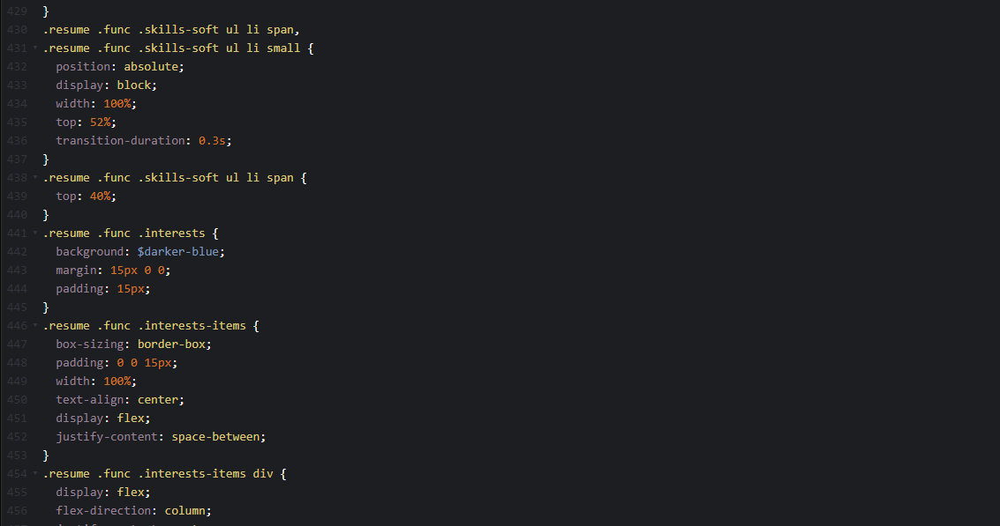 429 }
430 .resume .func .skills-soft ul li span,
431 .resume .func .skills-soft ul li small {
432 position: absolute;
433 display: block;
434 width: 100%;
435 top: 52%;
436 transition-duration: 0.3s;
437 }
438 .resume .func .skills-soft ul li span {
439 top: 40%;
440 }
441 .resume .func .interests {
442 background: $darker-blue;
443 margin: 15px 0 0;
444 padding: 15px;
445 }
446 .resume .func .interests-items {
447 box-sizing: border-box;
448 padding: 0 0 15px;
449 width: 100%;
450 text-align: center;
451 display: flex;
452 justify-content: space-between;
453 }
454 .resume .func .interests-items div {
455 display: flex;
456 flex-direction: column;